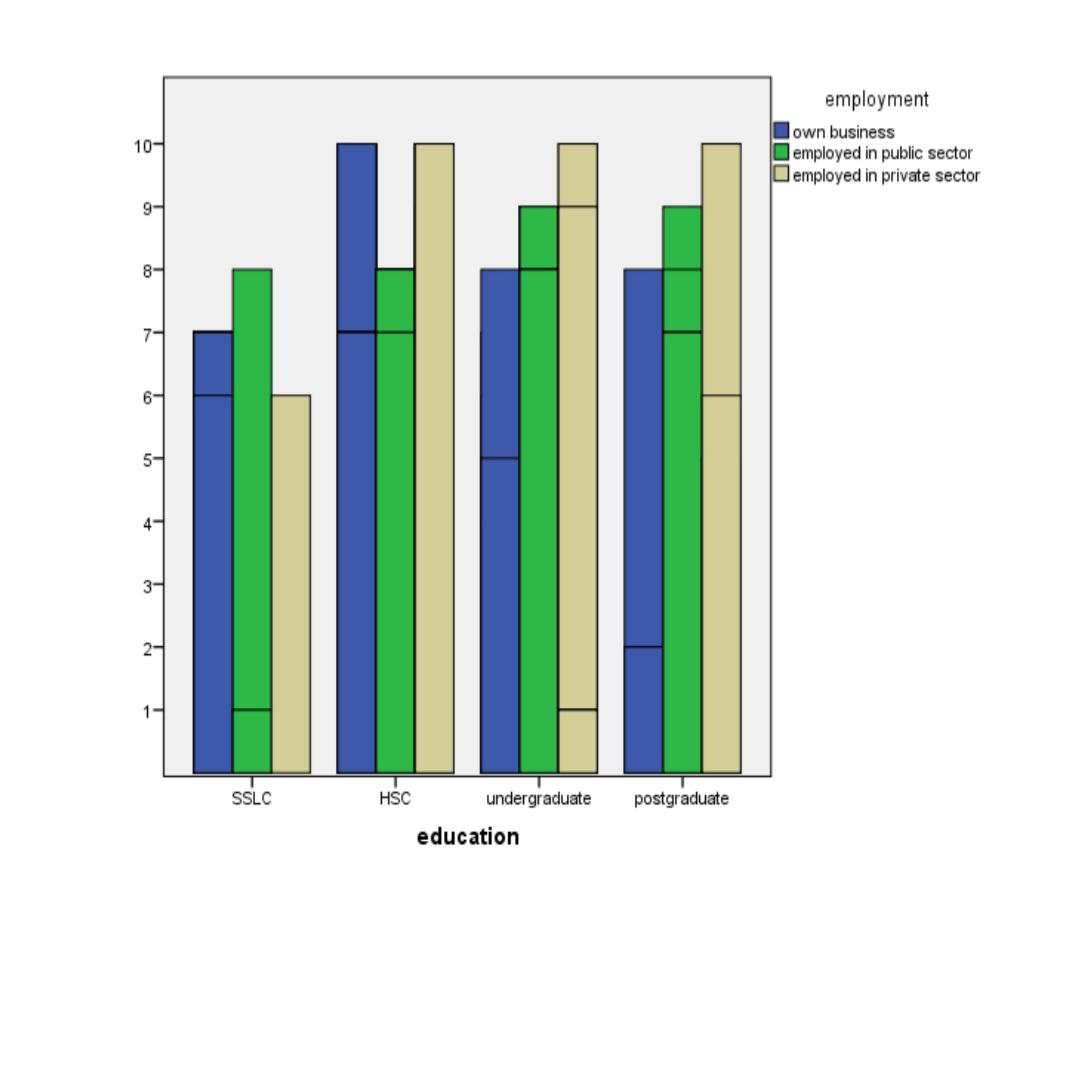 employment
own business
employed in public sector
employed in private sector
10
9
8
7
6
5
4
3
2
1
SSLC HSC undergraduate postgraduate
education